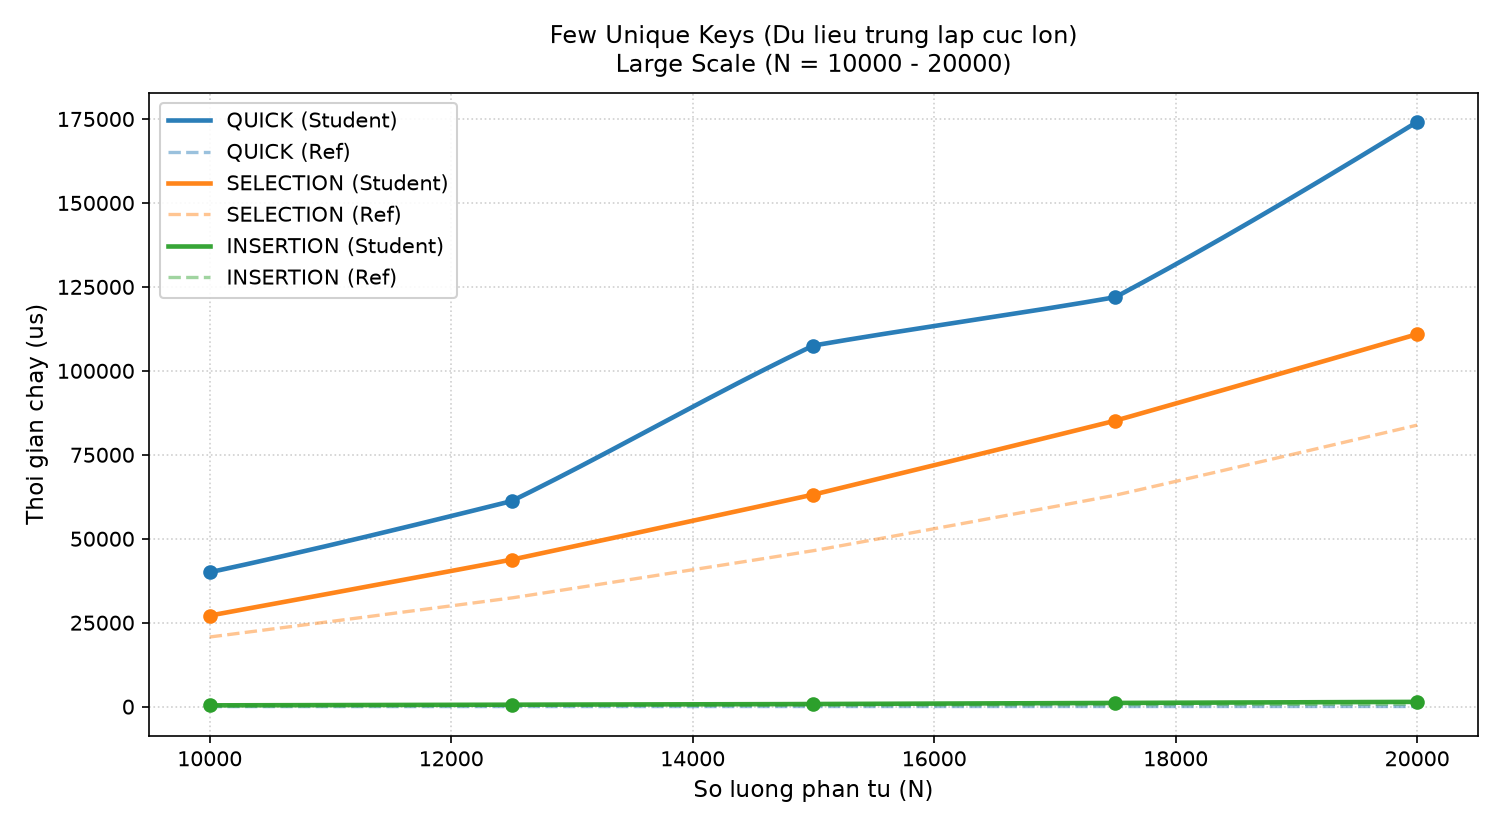 Few Unique Keys (Du lieu trung lap cuc lon)
Large Scale (N = 10000 - 20000)
QUICK (Student)
QUICK (Ref)
SELECTION (Student)
SELECTION (Ref)
INSERTION (Student)
INSERTION (Ref)
Thoi gian chay (us)
175000
150000
125000
100000
75000
50000
25000
0
10000 12000 14000 16000 18000 20000
So luong phan tu (N)